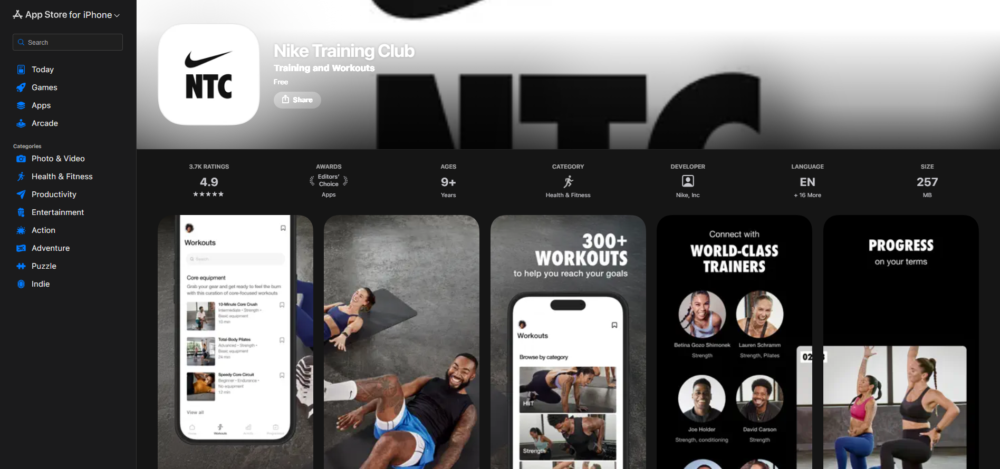 App Store for iPhone
Search
Today
Games
Apps
Arcade
Categories
Photo & Video
Health & Fitness
Productivity
Entertainment
Action
Adventure
Puzzle
Indie
NTC
NTC
Nike Training Club
Training and Workouts
Free
Share
3.7K RATINGS
4.9
★★★★★
AWARDS
Editors’
Choice
Apps
AGES
9+
Years
CATEGORY
Health & Fitness
DEVELOPER
Nike, Inc
LANGUAGE
EN
+ 16 More
SIZE
257
MB
Workouts
Search
Core equipment
Grab your gear and get ready to feel the burn
with this curation of core-focused workouts
10-Minute Core Crush
Intermediate • Strength •
Basic equipment
10 min
Total-Body Pilates
Advanced • Strength •
Basic equipment
24 min
Speedy Core Circuit
Beginner • Endurance •
No equipment
12 min
View all
Home
Workouts
Activity
300+
WORKOUTS
to help you reach your goals
Workouts
Browse by category
HIIT
Strength
Connect with
WORLD-CLASS
TRAINERS
Betina Gozo Shimonek
Strength
Lauren Schramm
Strength, Pilates
Joe Holder
Strength, conditioning
David Carson
Strength
02
PROGRESS
on your terms